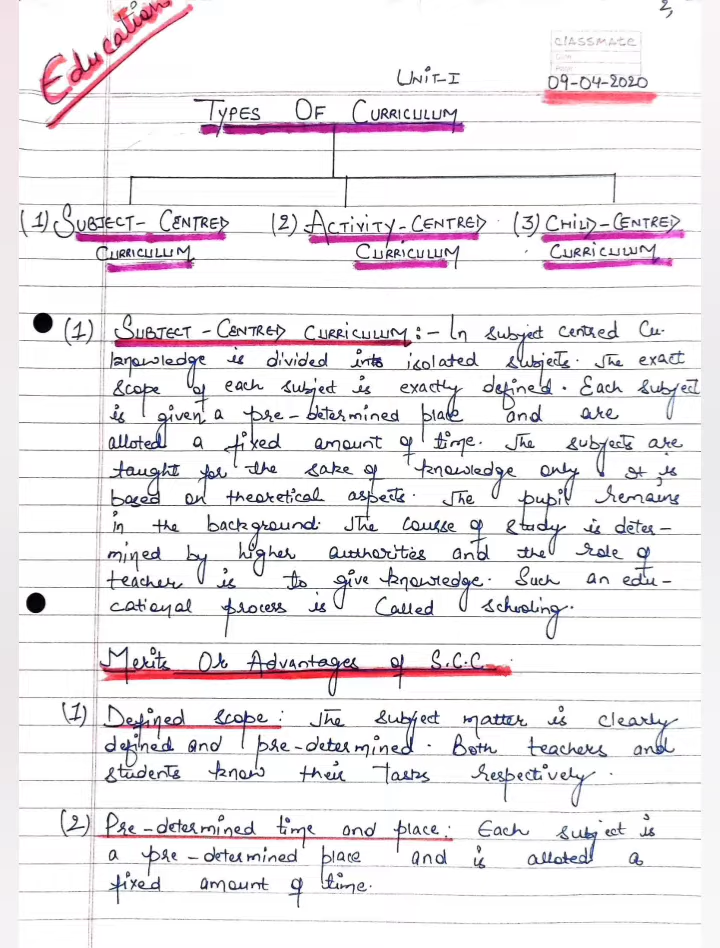 2,
Education
CLASSMATE
Date
Page
UNIT-I
09-04-2020
TYPES OF CURRICULUM
(1) SUBJECT-CENTRED (2) ACTIVITY-CENTRED (3) CHILD-CENTRED
CURRICULUM CURRICULUM CURRICULUM
(1) SUBJECT-CENTRED CURRICULUM:- In subject centred Cu.
knowledge is divided into isolated subjects. The exact
scope of each subject is exactly defined. Each subject
is given a pre-determined place and are
alloted a fixed amount of time. The subjects are
taught for the sake of knowledge only. It is
based on theoretical aspects. The pupil remains
in the background. The course of study is deter-
mined by higher authorities and the role of
teacher is to give knowledge. Such an edu-
cational process is Called schooling.
Merits Or Advantages of S.C.C.
(1) Defined scope: The subject matter is clearly
defined and pre-determined. Both teachers and
students know their Tasks respectively.
(2) Pre-determined time and place: Each subject is
a pre-determined place and is alloted a
fixed amount of time.